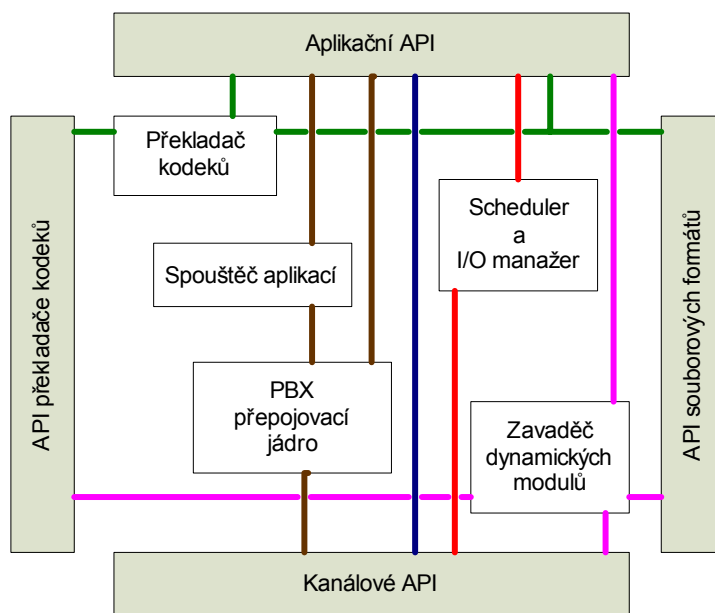 Aplikační API
Překladač
kodeků
Scheduler
a
I/O manažer
Spouštěč aplikací
API překladače kodeků
API souborových formátů
PBX
přepojovací
jádro
Zavaděč
dynamických
modulů
Kanálové API